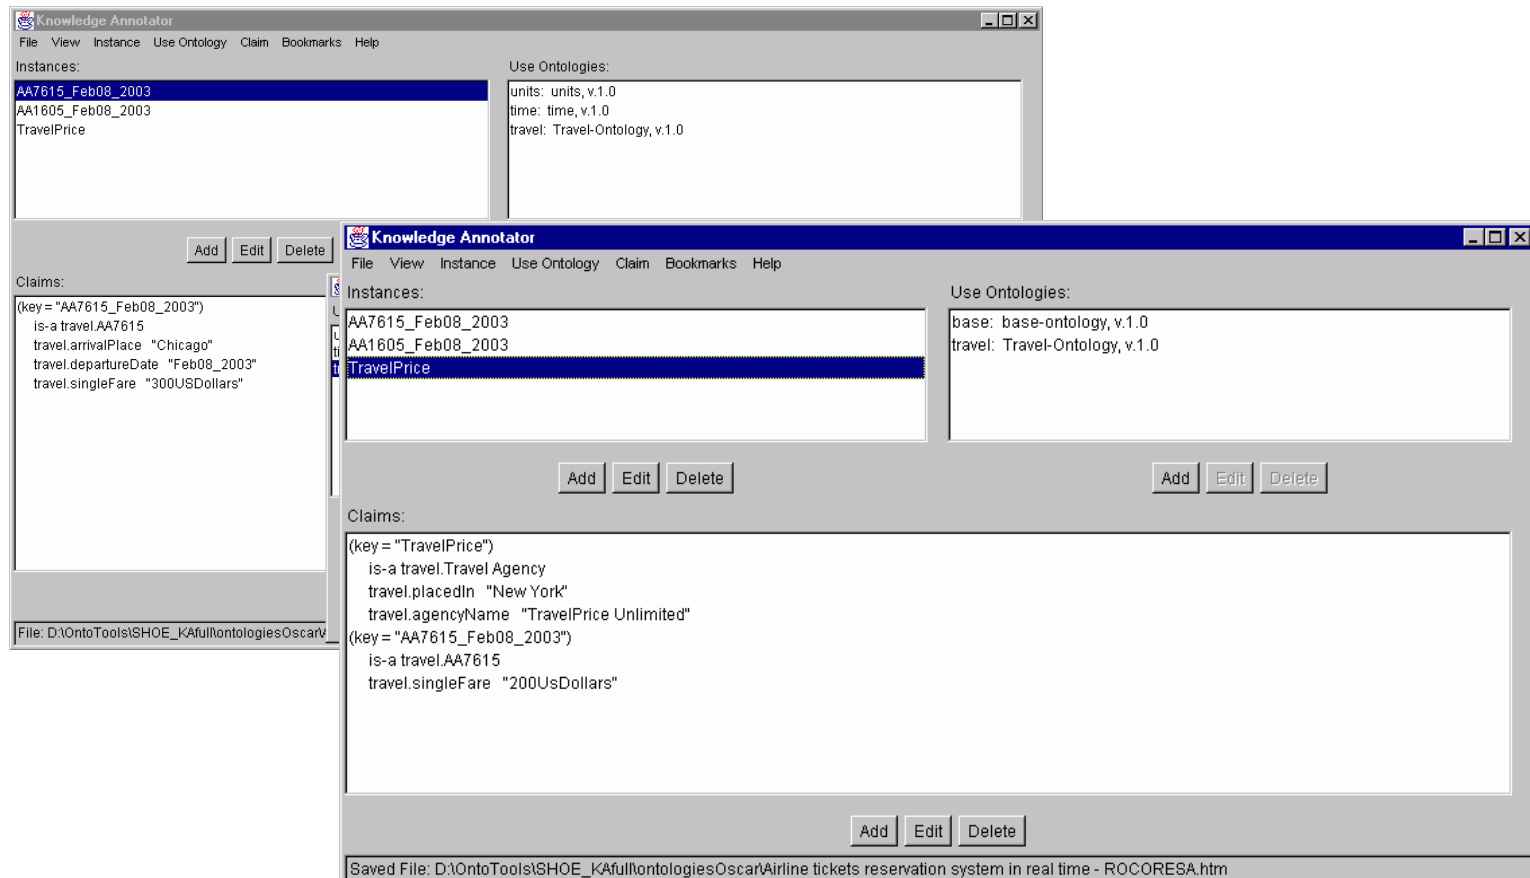 Knowledge Annotator
File View Instance Use Ontology Claim Bookmarks Help
Instances:
AA7615_Feb08_2003
AA1605_Feb08_2003
TravelPrice
Use Ontologies:
units: units, v.1.0
time: time, v.1.0
travel: Travel-Ontology, v.1.0
Add Edit Delete
Claims:
(key = "AA7615_Feb08_2003")
is-a travel.AA7615
travel.arrivalPlace "Chicago"
travel.departureDate "Feb08_2003"
travel.singleFare "300USDollars"
File: D:\OntoTools\SHOE_KAfull\ontologiesOscar\
Knowledge Annotator
File View Instance Use Ontology Claim Bookmarks Help
Instances:
AA7615_Feb08_2003
AA1605_Feb08_2003
TravelPrice
Use Ontologies:
base: base-ontology, v.1.0
travel: Travel-Ontology, v.1.0
Add Edit Delete
Add Edit Delete
Claims:
(key = "TravelPrice")
is-a travel.Travel Agency
travel.placedIn "New York"
travel.agencyName "TravelPrice Unlimited"
(key = "AA7615_Feb08_2003")
is-a travel.AA7615
travel.singleFare "200UsDollars"
Add Edit Delete
Saved File: D:\OntoTools\SHOE_KAfull\ontologiesOscar\Airline tickets reservation system in real time - ROCORESA.htm